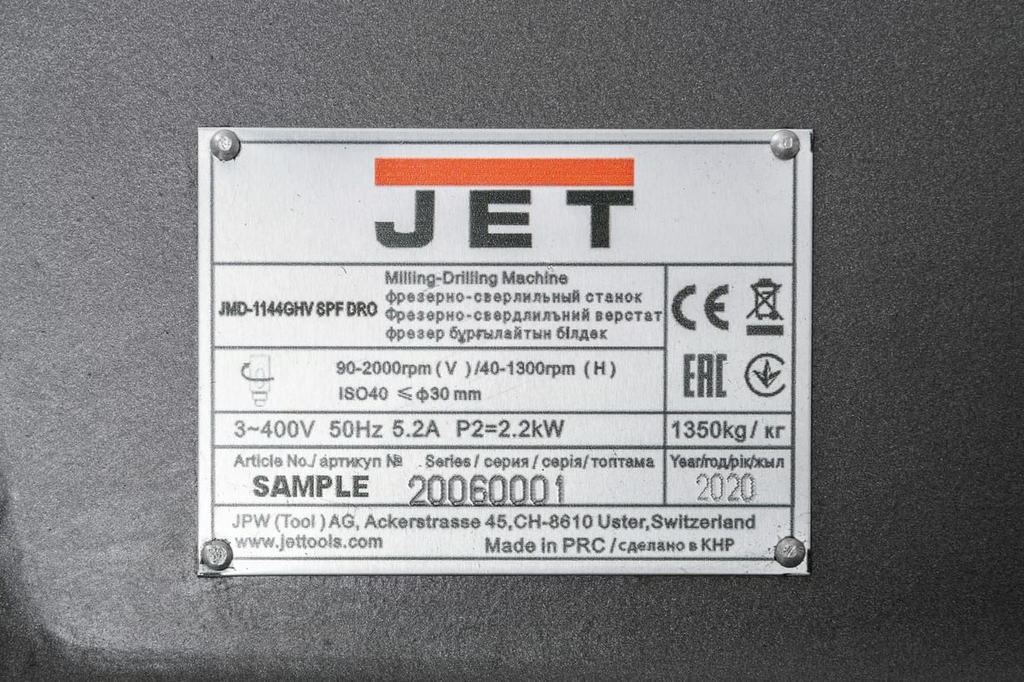 JET
JMD-1144GHV SPF DRO
Milling-Drilling Machine
фрезерно-сверлильный станок
Фрезерно-свердлильний верстат
фрезер бұрғылайтын білдек
CE
90-2000rpm ( V ) /40-1300rpm ( H )
ISO40 ≤ ф30 mm
EAC
3~400V 50Hz 5.2A P2=2.2kW
1350kg/ кг
Article No./ артикул №
Series / серия / серія/ топтама
Year/год/рік/жыл
SAMPLE
20060001
2020
JPW (Tool ) AG, Ackerstrasse 45,CH-8610 Uster,Switzerland
www.jettools.com
Made in PRC /сделано в КНР